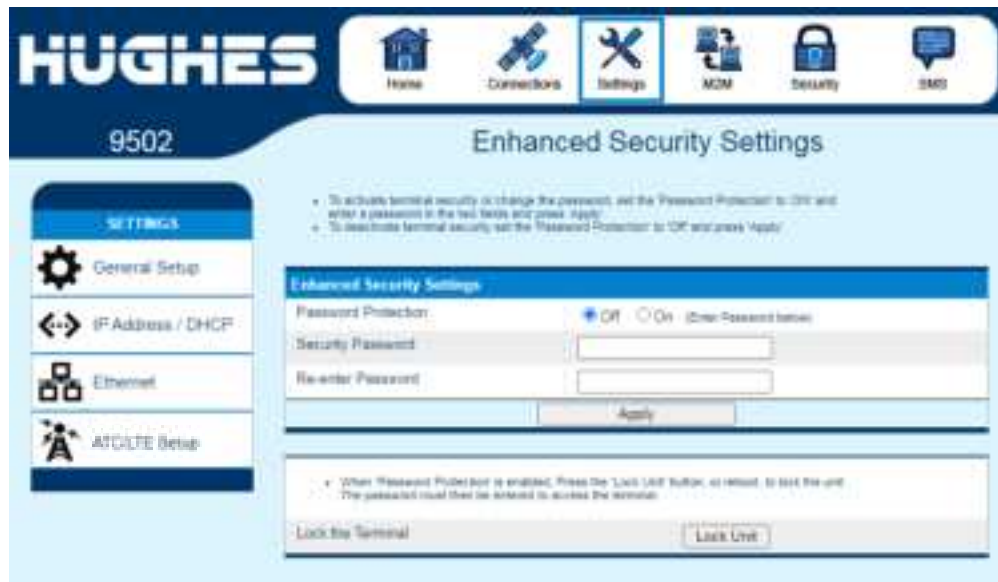 HUGHES
Home
Connections
Settings
M2M
Security
SMS
9502
Enhanced Security Settings
SETTINGS
General Setup
IP Address / DHCP
Ethernet
ATC/LTE Setup
• To activate terminal security or change the password, set the 'Password Protection' to 'On' and
enter a password in the two fields and press 'Apply'
• To deactivate terminal security set the 'Password Protection' to 'Off' and press 'Apply'
Enhanced Security Settings
Password Protection
Off On (Enter Password below)
Security Password
Re-enter Password
Apply
• When 'Password Protection' is enabled, Press the 'Lock Unit' button, or reboot, to lock the unit.
The password must then be entered to access the terminal.
Lock the Terminal
Lock Unit